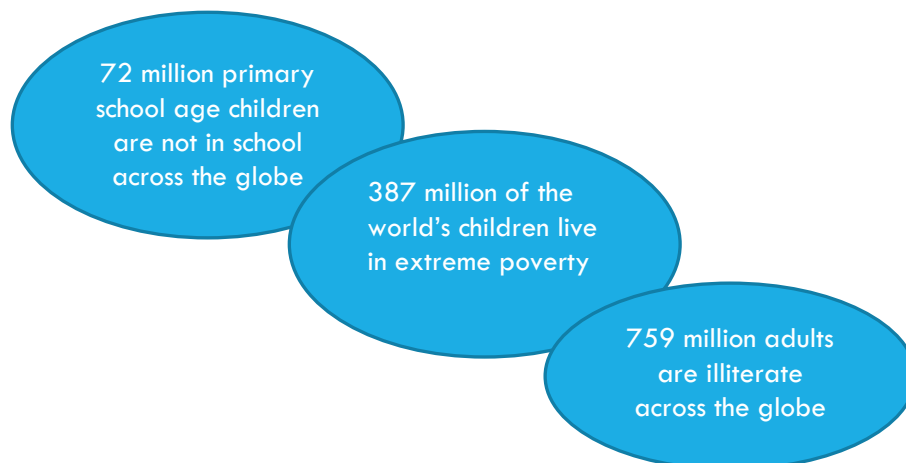 72 million primary
school age children
are not in school
across the globe
387 million of the
world’s children live
in extreme poverty
759 million adults
are illiterate
across the globe